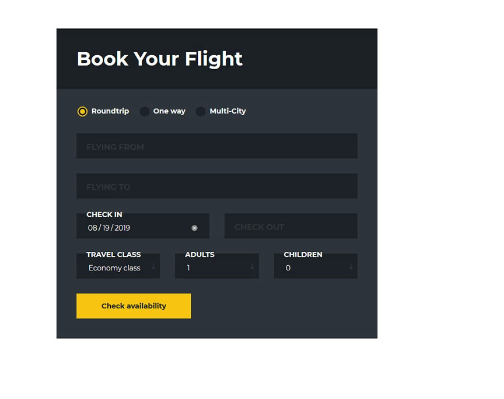 Book Your Flight
Roundtrip One way Multi-City
FLYING FROM
FLYING TO
CHECK IN
08 / 19 / 2019
CHECK OUT
TRAVEL CLASS ADULTS CHILDREN
Economy class 1 0
Check availability